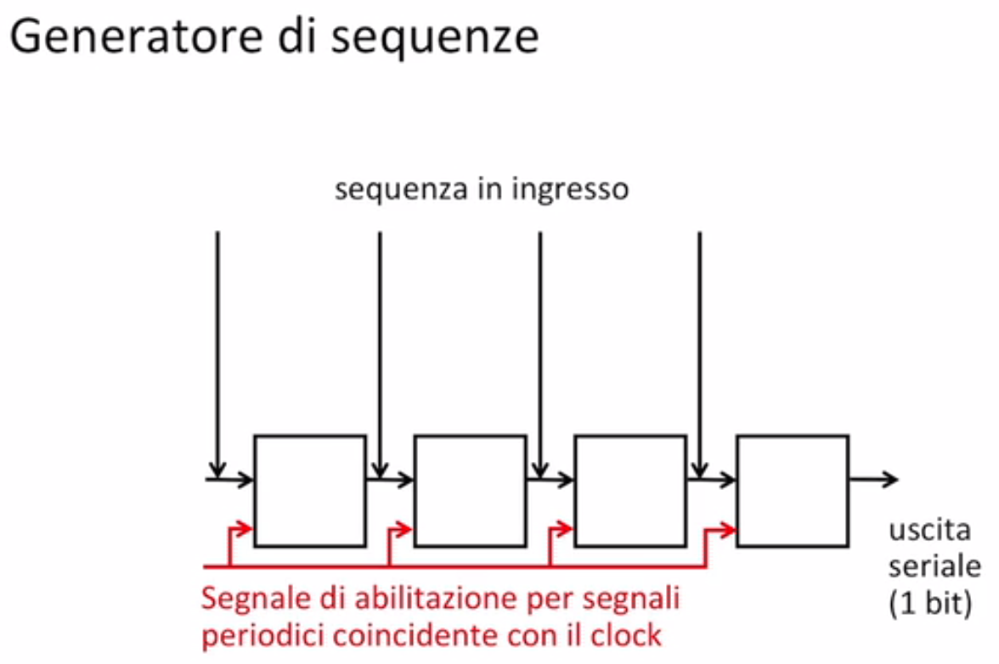 Generatore di sequenze
sequenza in ingresso
uscita
seriale
(1 bit)
Segnale di abilitazione per segnali
periodici coincidente con il clock